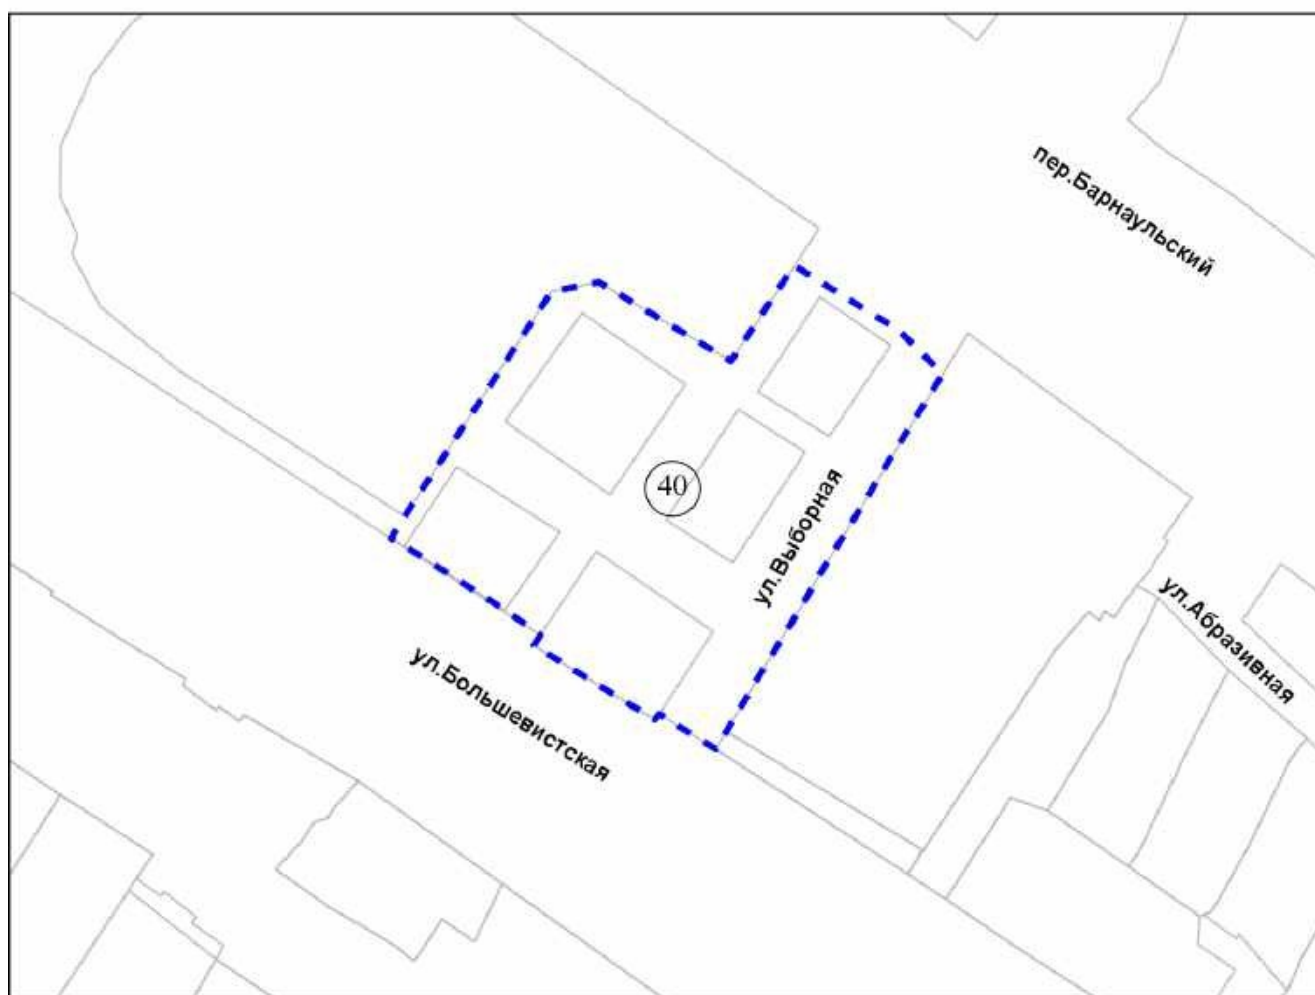 пер.Барнаульский
40
ул.Выборная
ул.Абразивная
ул.Большевистская